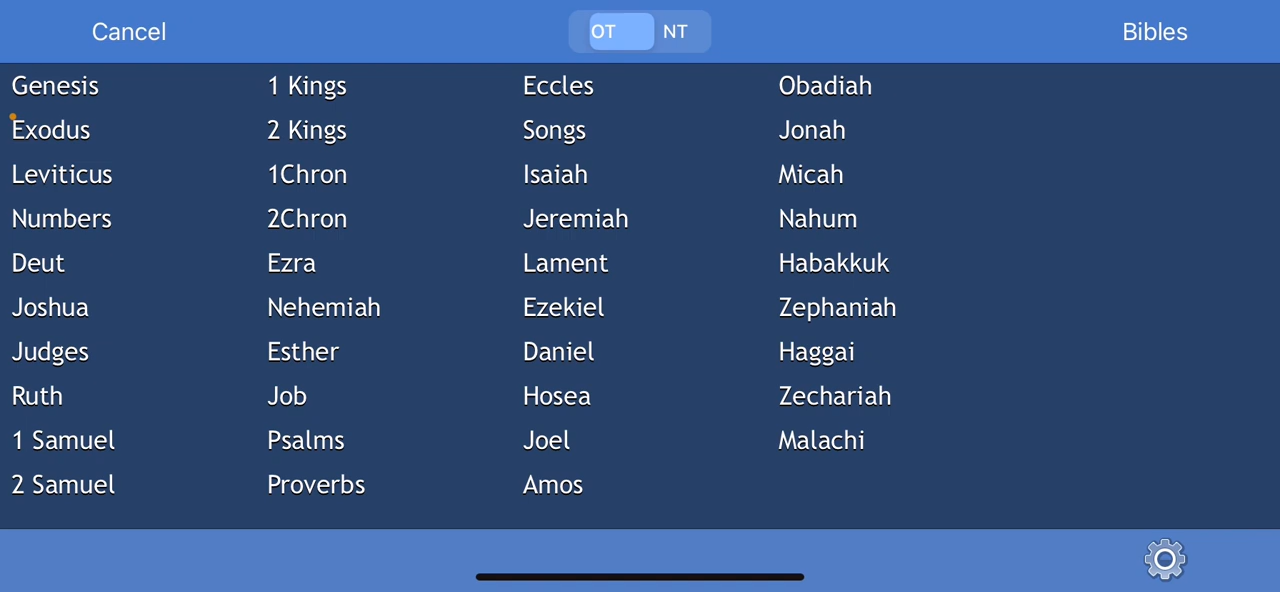 Cancel OT NT Bibles
Genesis 1 Kings Eccles Obadiah
Exodus 2 Kings Songs Jonah
Leviticus 1Chron Isaiah Micah
Numbers 2Chron Jeremiah Nahum
Deut Ezra Lament Habakkuk
Joshua Nehemiah Ezekiel Zephaniah
Judges Esther Daniel Haggai
Ruth Job Hosea Zechariah
1 Samuel Psalms Joel Malachi
2 Samuel Proverbs Amos